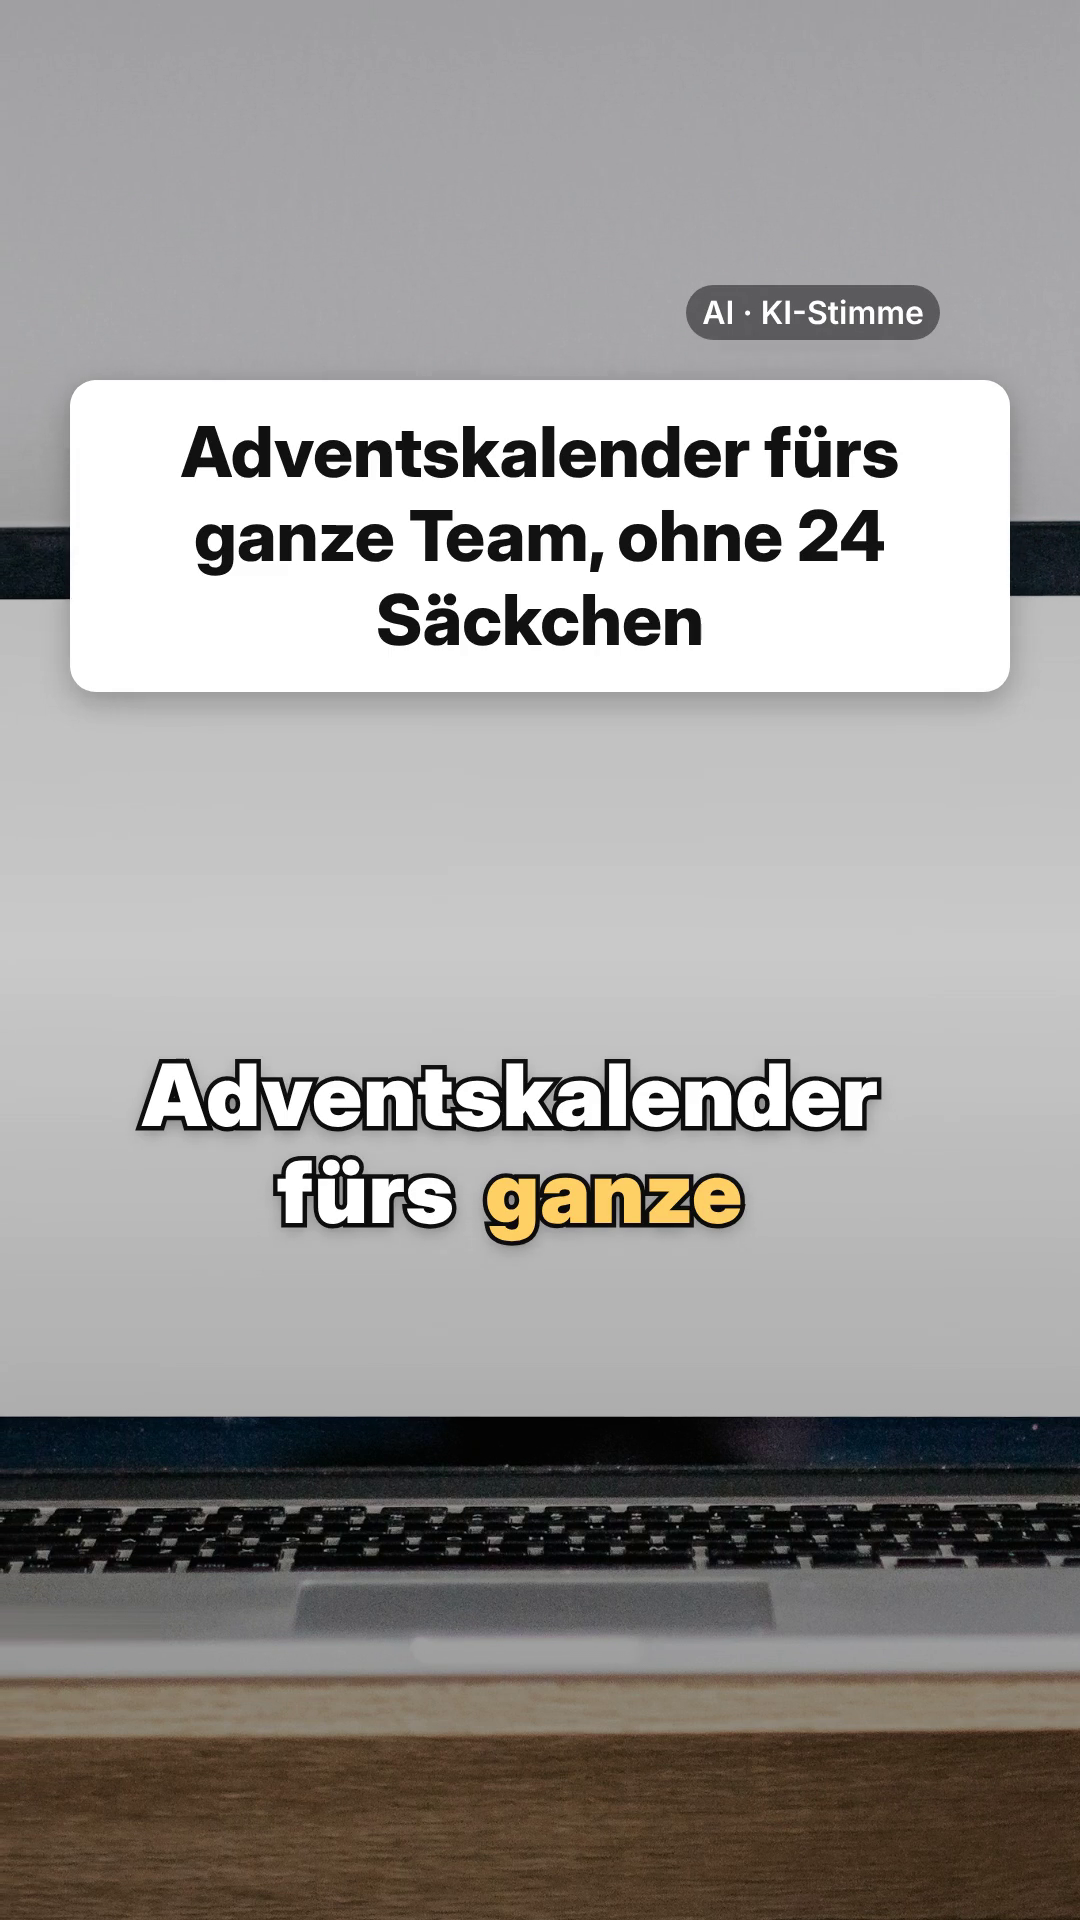 AI · KI-Stimme
Adventskalender fürs
ganze Team, ohne 24
Säckchen
Adventskalender
fürs ganze